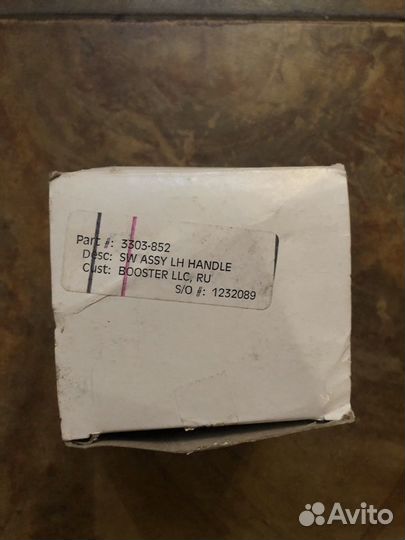 Part #: 3303-852
Desc: SW ASSY LH HANDLE
Cust: BOOSTER LLC, RU
S/O #: 1232089
Avito